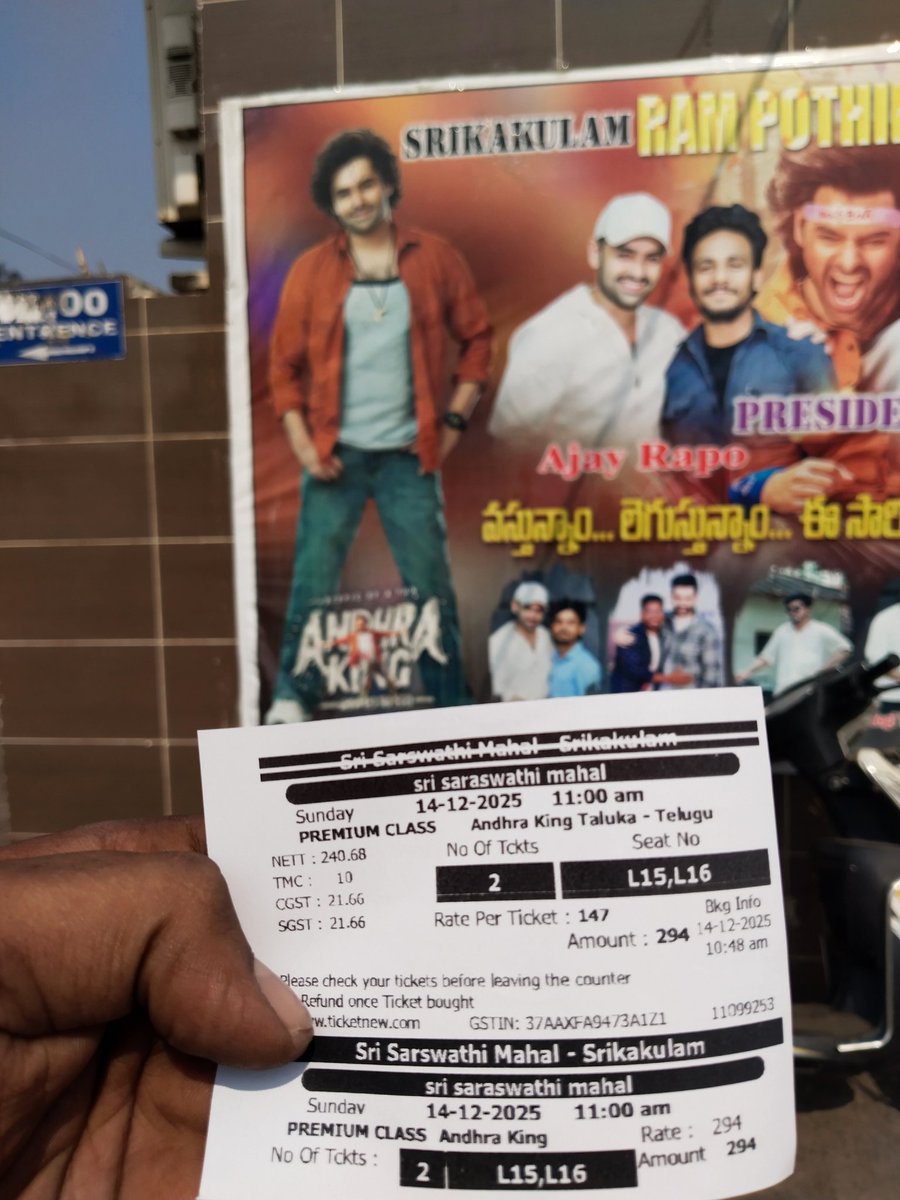 SRIKAKULAM RAM POTHI
OO
ENTRENCE
PRESIDE
Ajay Rapo
వస్తున్నాం... లేగుస్తున్నాం... ఈ సారి
ANDHRA
KING
Sri Sarswathi Mahal - Srikakulam
sri saraswathi mahal
Sunday 14-12-2025 11:00 am
PREMIUM CLASS Andhra King Taluka - Telugu
NETT : 240.68 No Of Tckts Seat No
TMC : 10 2 L15,L16
CGST : 21.66
SGST : 21.66 Rate Per Ticket : 147 Bkg Info
Amount : 294 14-12-2025
10:48 am
Please check your tickets before leaving the counter
Refund once Ticket bought
w.ticketnew.com GSTIN: 37AAXFA9473A1Z1 11099253
Sri Sarswathi Mahal - Srikakulam
sri saraswathi mahal
Sunday 14-12-2025 11:00 am
PREMIUM CLASS Andhra King Rate : 294
No Of Tckts : 2 L15,L16 Amount 294